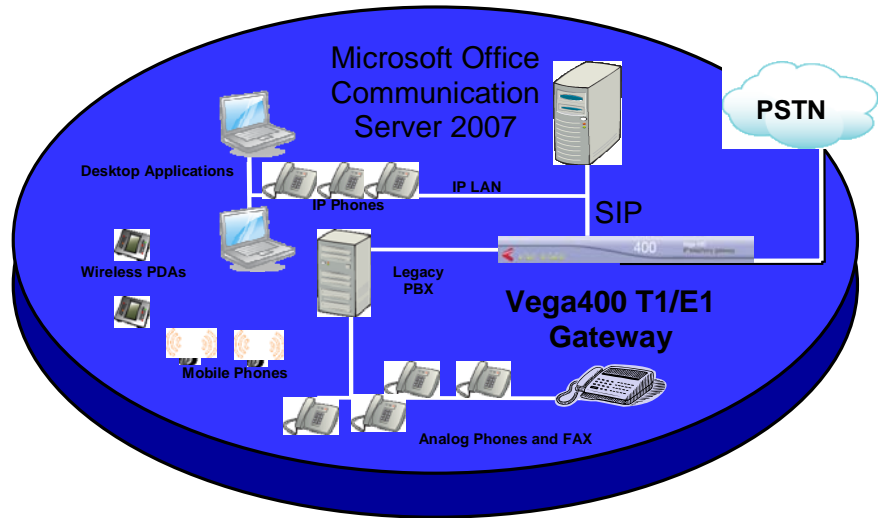 Microsoft Office
Communication
Server 2007
PSTN
Desktop Applications
IP Phones
IP LAN
SIP
400
Wireless PDAs
Legacy
PBX
Vega400 T1/E1
Gateway
Mobile Phones
Analog Phones and FAX